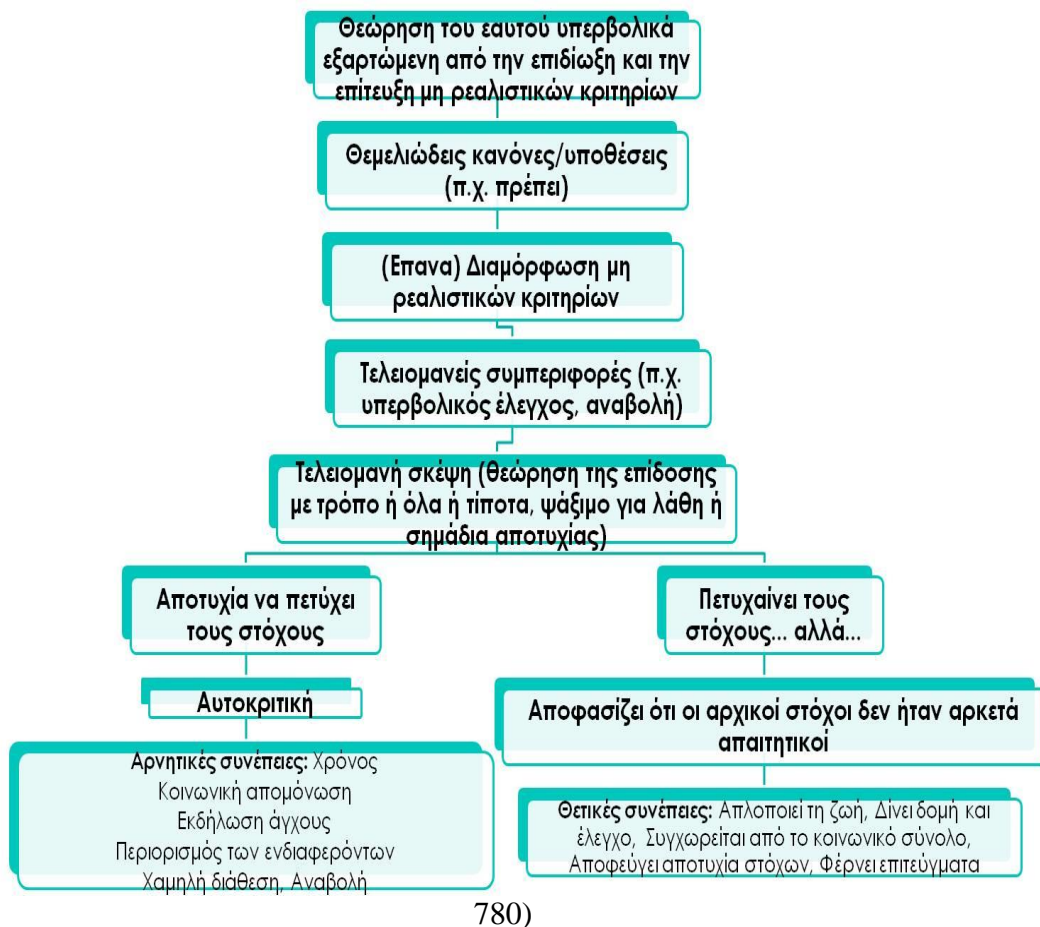 Θεώρηση του εαυτού υπερβολικά
εξαρτώμενη από την επιδίωξη και την
επίτευξη μη ρεαλιστικών κριτηρίων
Θεμελιώδεις κανόνες/υποθέσεις
(π.χ. πρέπει)
(Επανα) Διαμόρφωση μη
ρεαλιστικών κριτηρίων
Τελειομανείς συμπεριφορές (π.χ.
υπερβολικός έλεγχος, αναβολή)
Τελειομανή σκέψη (θεώρηση της επίδοσης
με τρόπο ή όλα ή τίποτα, ψάξιμο για λάθη ή
σημάδια αποτυχίας)
Αποτυχία να πετύχει
τους στόχους
Αυτοκριτική
Αρνητικές συνέπειες: Χρόνος
Κοινωνική απομόνωση
Εκδήλωση άγχους
Περιορισμός των ενδιαφερόντων
Χαμηλή διάθεση, Αναβολή
Πετυχαίνει τους
στόχους... αλλά...
Αποφασίζει ότι οι αρχικοί στόχοι δεν ήταν αρκετά
απαιτητικοί
Θετικές συνέπειες: Απλοποιεί τη ζωή, Δίνει δομή και
έλεγχο, Συγχωρείται από το κοινωνικό σύνολο,
Αποφεύγει αποτυχία στόχων, Φέρνει επιτεύγματα
780)